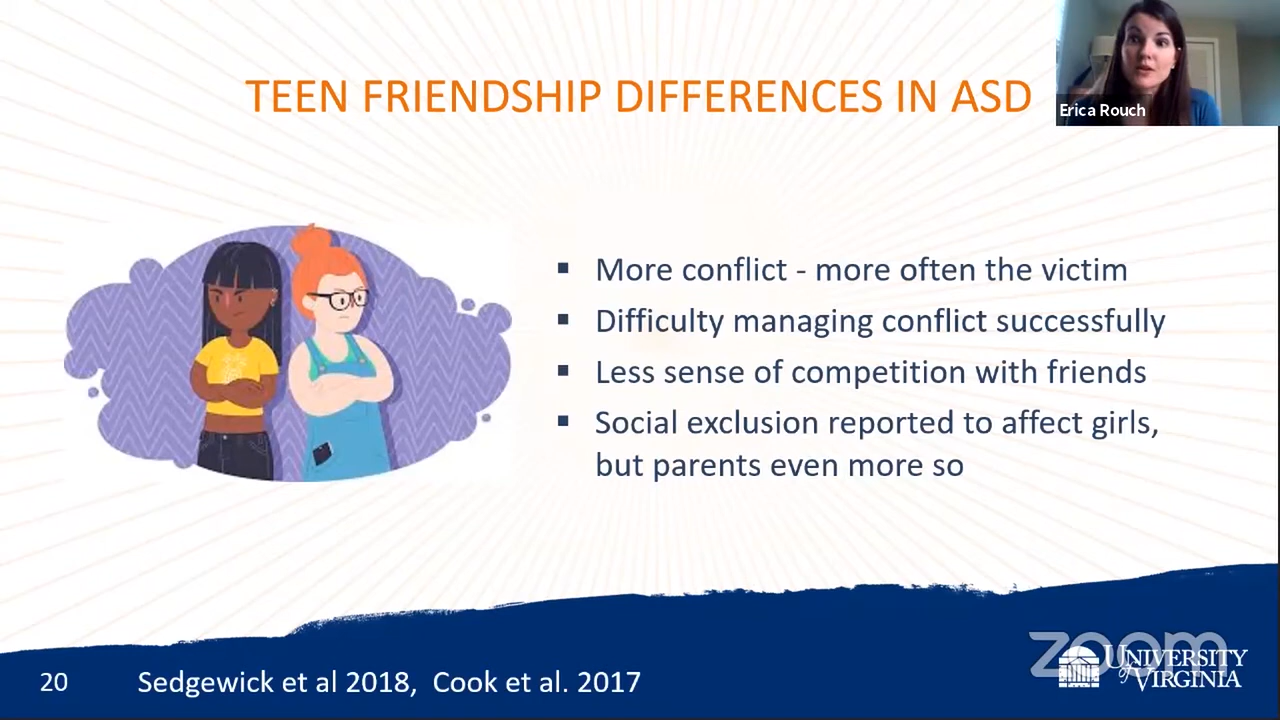 TEEN FRIENDSHIP DIFFERENCES IN ASD
Erica Rouch
▪ More conflict - more often the victim
▪ Difficulty managing conflict successfully
▪ Less sense of competition with friends
▪ Social exclusion reported to affect girls,
but parents even more so
20
Sedgewick et al 2018, Cook et al. 2017
zoom
UNIVERSITY
of VIRGINIA